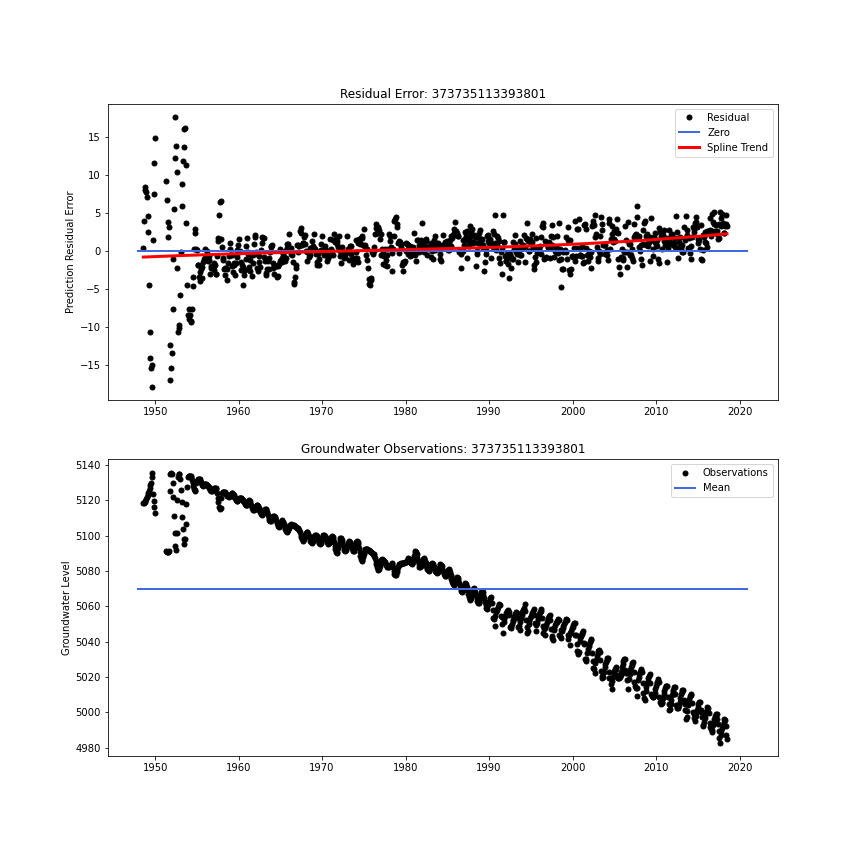 Residual Error: 373735113393801
Prediction Residual Error
15
10
5
0
−5
−10
−15
Residual
Zero
Spline Trend
1950 1960 1970 1980 1990 2000 2010 2020
Groundwater Observations: 373735113393801
Groundwater Level
5140
5120
5100
5080
5060
5040
5020
5000
4980
Observations
Mean
1950 1960 1970 1980 1990 2000 2010 2020